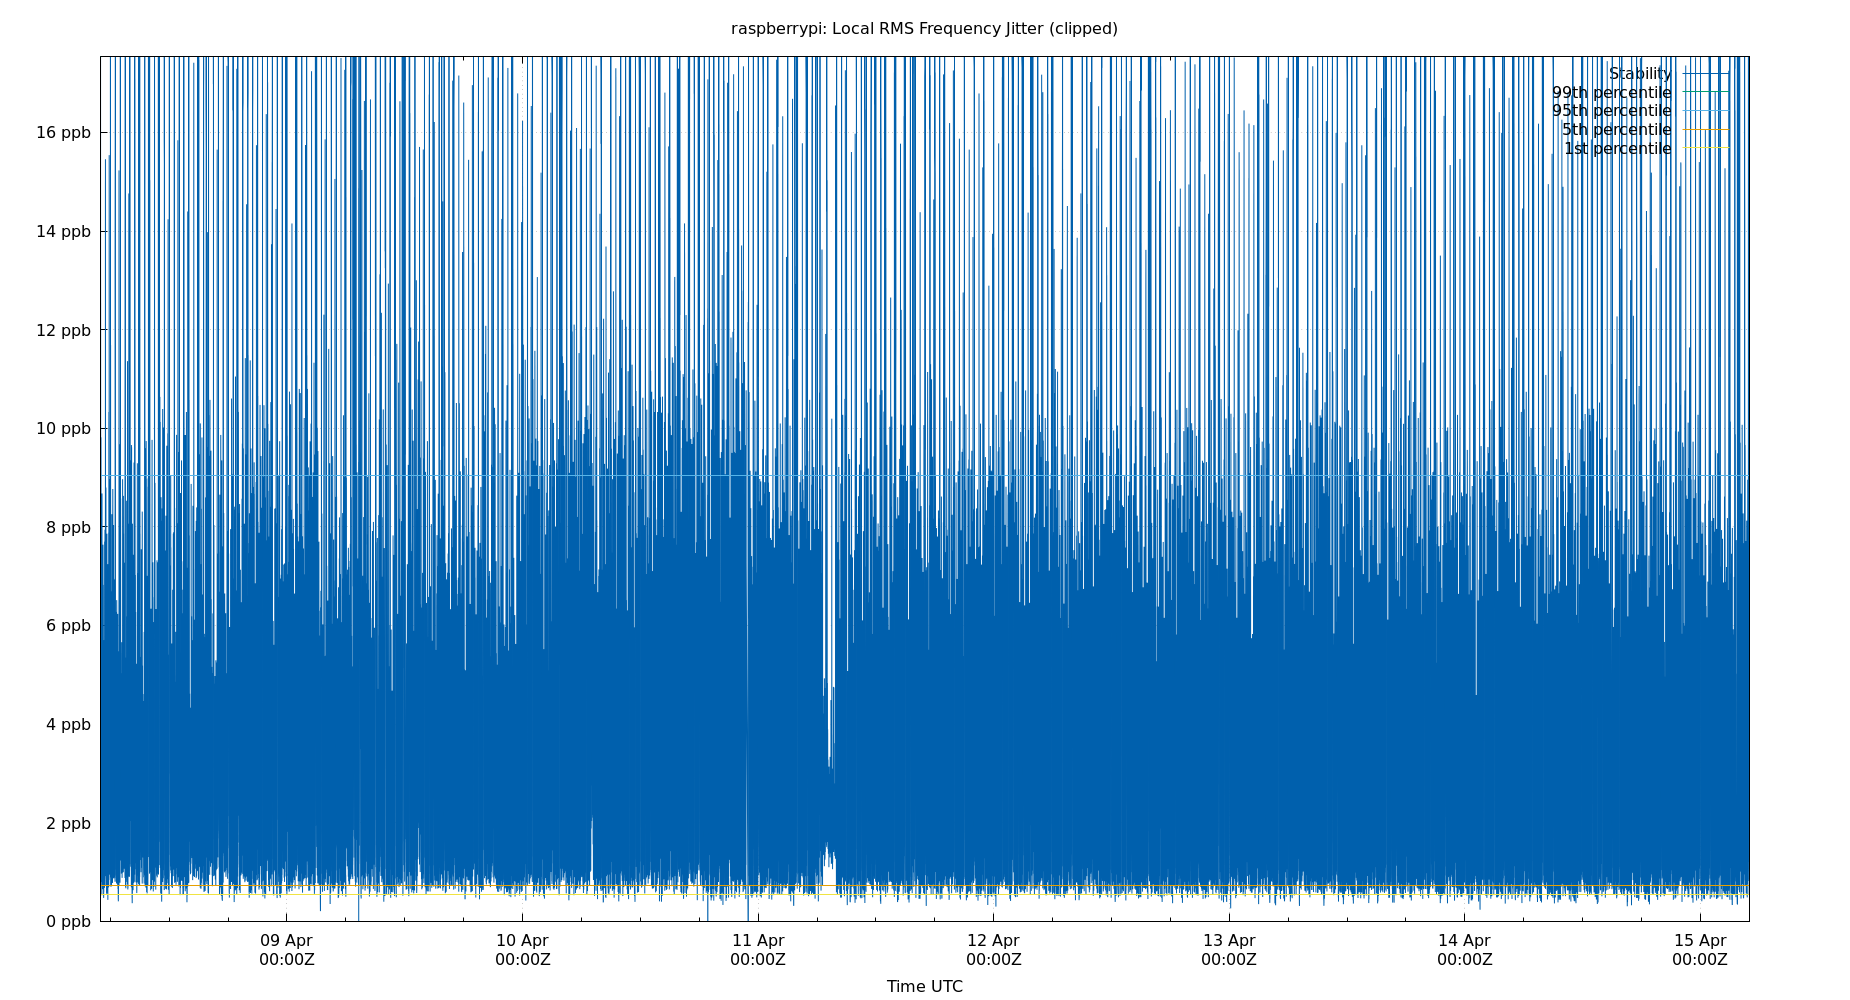 raspberrypi: Local RMS Frequency Jitter (clipped)
Stability
99th percentile
95th percentile
5th percentile
1st percentile
16 ppb
14 ppb
12 ppb
10 ppb
8 ppb
6 ppb
4 ppb
2 ppb
0 ppb
09 Apr 10 Apr 11 Apr 12 Apr 13 Apr 14 Apr 15 Apr
00:00Z 00:00Z 00:00Z 00:00Z 00:00Z 00:00Z 00:00Z
Time UTC